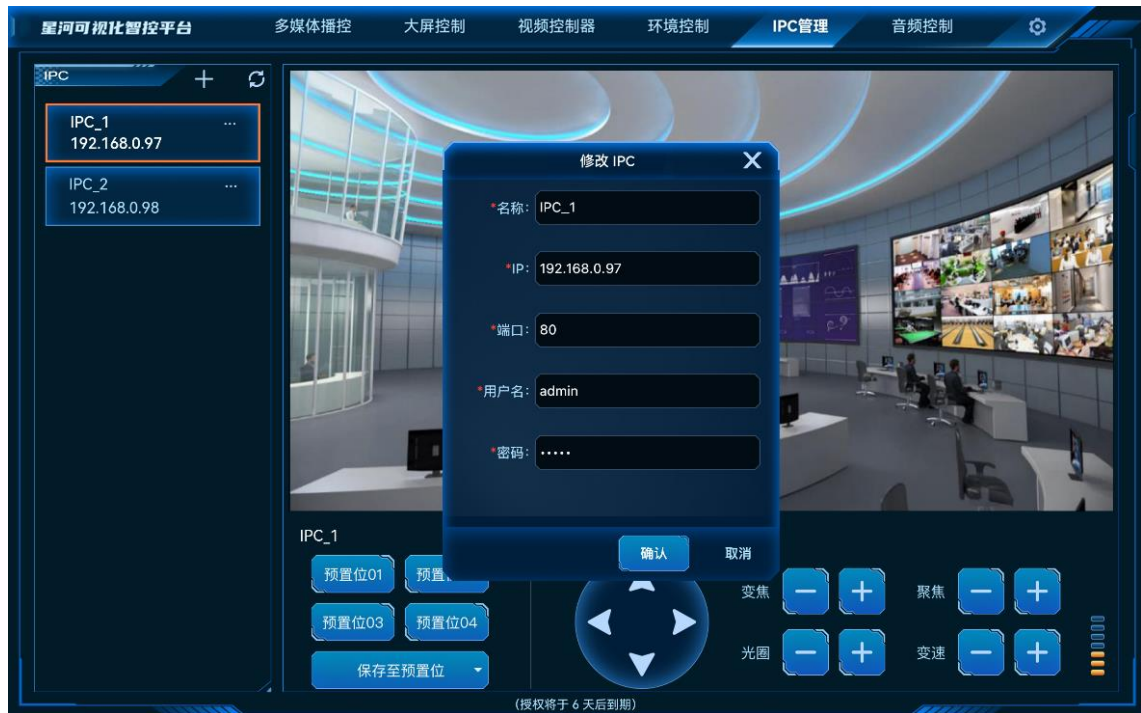 星河可视化智控平台
多媒体播控 大屏控制 视频控制器 环境控制 IPC管理 音频控制
IPC
IPC_1
192.168.0.97
IPC_2
192.168.0.98
修改 IPC
*名称: IPC_1
*IP: 192.168.0.97
*端口: 80
*用户名: admin
*密码: •••••
确认 取消
IPC_1
预置位01 预置
预置位03 预置位04
保存至预置位
变焦 聚焦
光圈 变速
(授权将于 6 天后到期)